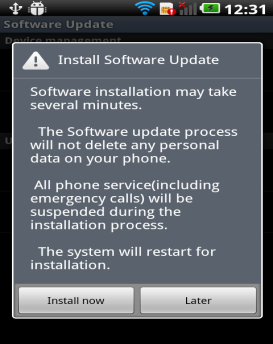 12:31
Software Update
Device management
Install Software Update
Software installation may take
several minutes.
The Software update process
will not delete any personal
data on your phone.
All phone service(including
emergency calls) will be
suspended during the
installation process.
The system will restart for
installation.
Install now
Later